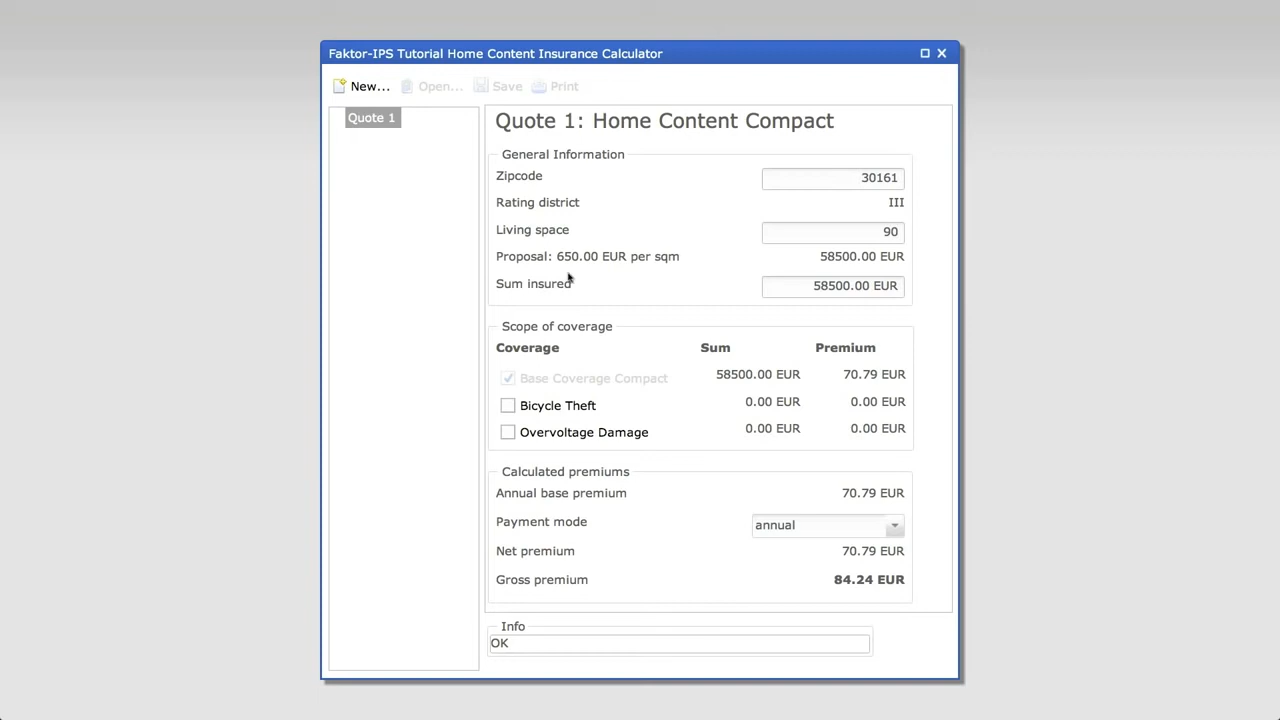 Faktor-IPS Tutorial Home Content Insurance Calculator
New... Open... Save Print
Quote 1
Quote 1: Home Content Compact
General Information
Zipcode 30161
Rating district III
Living space 90
Proposal: 650.00 EUR per sqm 58500.00 EUR
Sum insured 58500.00 EUR
Scope of coverage
Coverage Sum Premium
Base Coverage Compact 58500.00 EUR 70.79 EUR
Bicycle Theft 0.00 EUR 0.00 EUR
Overvoltage Damage 0.00 EUR 0.00 EUR
Calculated premiums
Annual base premium 70.79 EUR
Payment mode annual
Net premium 70.79 EUR
Gross premium 84.24 EUR
Info
OK